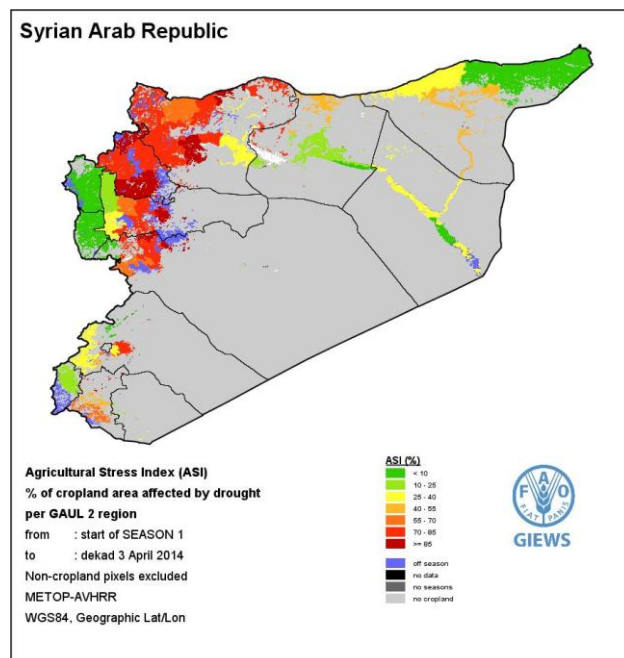 Syrian Arab Republic
Agricultural Stress Index (ASI)
% of cropland area affected by drought
per GAUL 2 region
from : start of SEASON 1
to : dekad 3 April 2014
Non-cropland pixels excluded
METOP-AVHRR
WGS84, Geographic Lat/Lon
ASI (%)
< 10
10 - 25
25 - 40
40 - 55
55 - 70
70 - 85
>= 85
off season
no data
no seasons
no cropland
F A O
FIAT PANIS
GIEWS